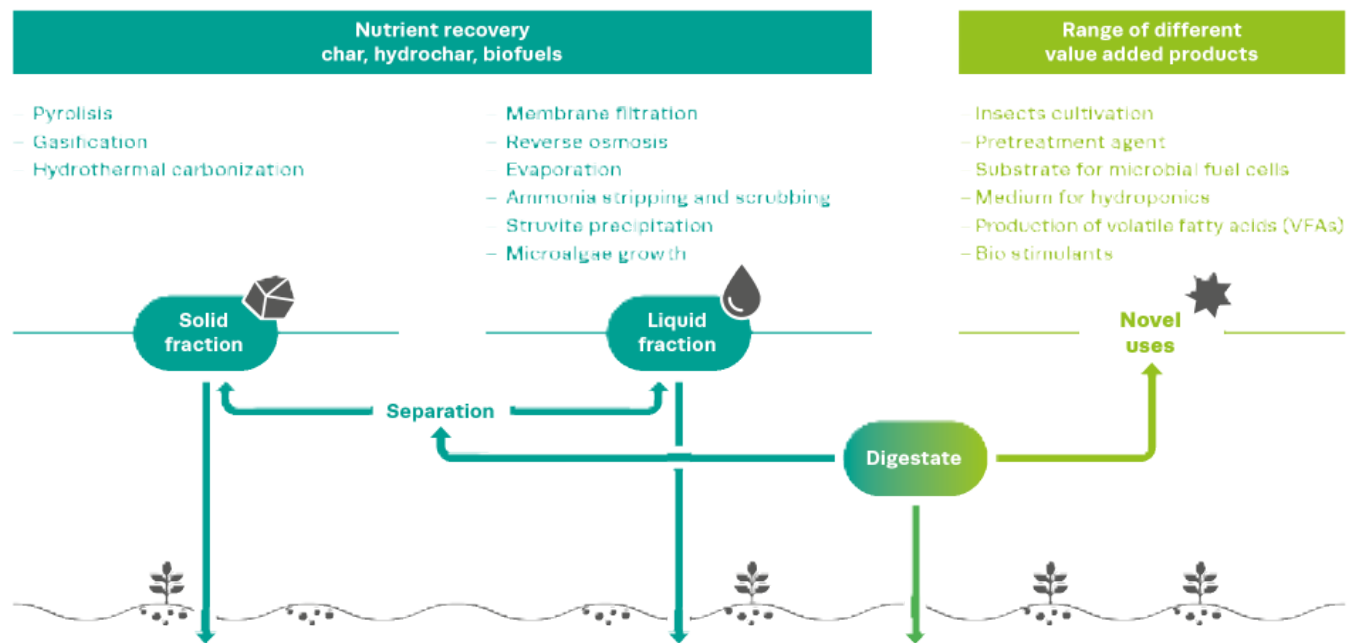 Nutrient recovery
char, hydrochar, biofuels
Range of different
value added products
– Pyrolisis
– Gasification
– Hydrothermal carbonization
– Membrane filtration
– Reverse osmosis
– Evaporation
– Ammonia stripping and scrubbing
– Struvite precipitation
– Microalgae growth
– Insects cultivation
– Pretreatment agent
– Substrate for microbial fuel cells
– Medium for hydroponics
– Production of volatile fatty acids (VFAs)
– Bio stimulants
Solid
fraction
Liquid
fraction
Novel
uses
Separation
Digestate